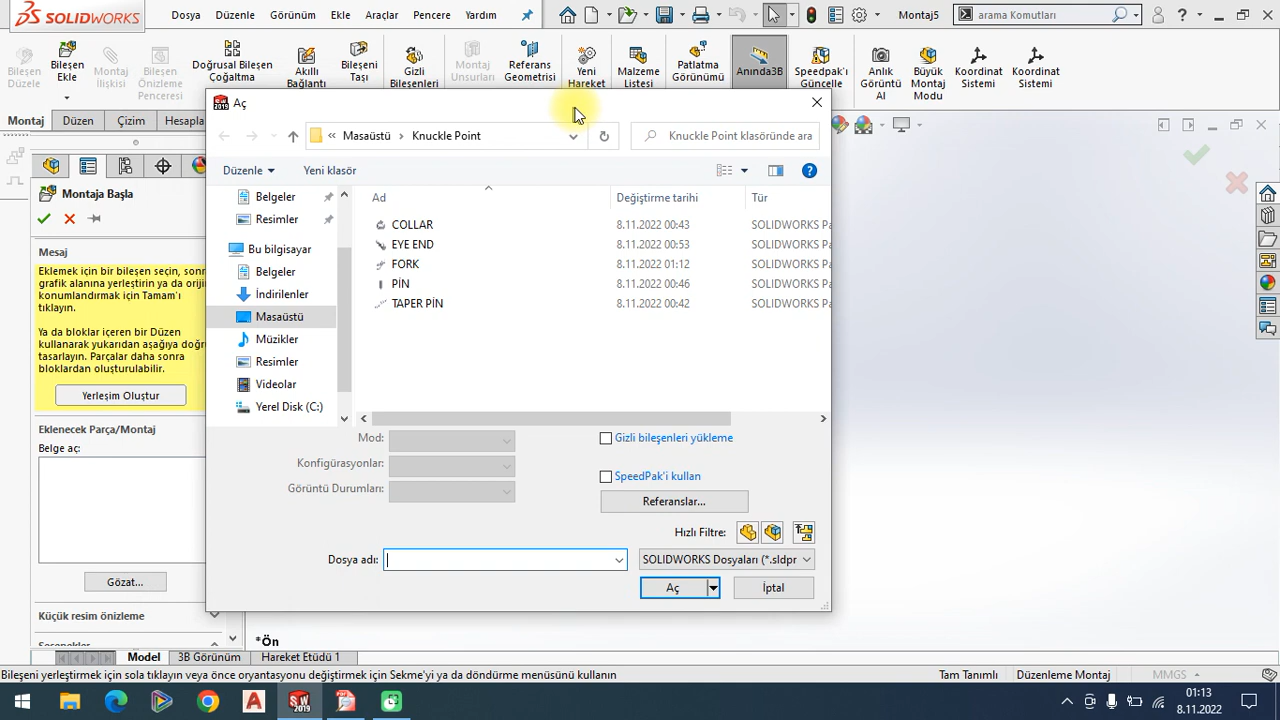 SOLIDWORKS
Dosya
Düzenle
Görünüm
Ekle
Araçlar
Pencere
Yardım
Montaj5
arama Komutları
Bileşen Düzenle
Bileşen Ekle
Montaj İlişkisi
Bileşen Önizleme Penceresi
Doğrusal Bileşen Çoğaltma
Akıllı Bağlantı
Bileşeni Taşı
Gizli Bileşenleri
Montaj Unsurları
Referans Geometrisi
Yeni Hareket
Malzeme Listesi
Patlatma Görünümü
Anında3B
Speedpak'i Güncelle
Anlık Görüntü Al
Büyük Montaj Modu
Koordinat Sistemi
Koordinat Sistemi
Montaj
Düzen
Çizim
Hesapla
Aç
Masaüstü
Knuckle Point
Knuckle Point klasöründe ara
Düzenle
Yeni klasör
Montaja Başla
Mesaj
Eklemek için bir bileşen seçin, sonr
grafik alanına yerleştirin ya da oriji
konumlandırmak için Tamam'ı
tıklayın.
Ya da bloklar içeren bir Düzen
kullanarak yukarıdan aşağıya doğru
tasarlayın. Parçalar daha sonra
bloklardan oluşturulabilir.
Yerleşim Oluştur
Eklenecek Parça/Montaj
Belge aç:
Gözat...
Küçük resim önizleme
Seçenekler
Belgeler
Resimler
Bu bilgisayar
Belgeler
İndirilenler
Masaüstü
Müzikler
Resimler
Videolar
Yerel Disk (C:)
Ad
Değiştirme tarihi
Tür
COLLAR 8.11.2022 00:43 SOLIDWORKS Pa
EYE END 8.11.2022 00:53 SOLIDWORKS Pa
FORK 8.11.2022 01:12 SOLIDWORKS Pa
PİN 8.11.2022 00:46 SOLIDWORKS Pa
TAPER PİN 8.11.2022 00:42 SOLIDWORKS Pa
Mod:
Konfigürasyonlar:
Görüntü Durumları:
Gizli bileşenleri yükleme
SpeedPak'i kullan
Referanslar...
Hızlı Filtre:
Dosya adı:
SOLIDWORKS Dosyaları (*.sldpr
Aç
İptal
*Ön
Model
3B Görünüm
Hareket Etüdü 1
Bileşeni yerleştirmek için sola tıklayın veya önce oryantasyonu değiştirmek için Sekme'yi ya da döndürme menüsünü kullanın
Tam Tanımlı
Düzenleme Montaj
MMGS
SW 2019
01:13
8.11.2022